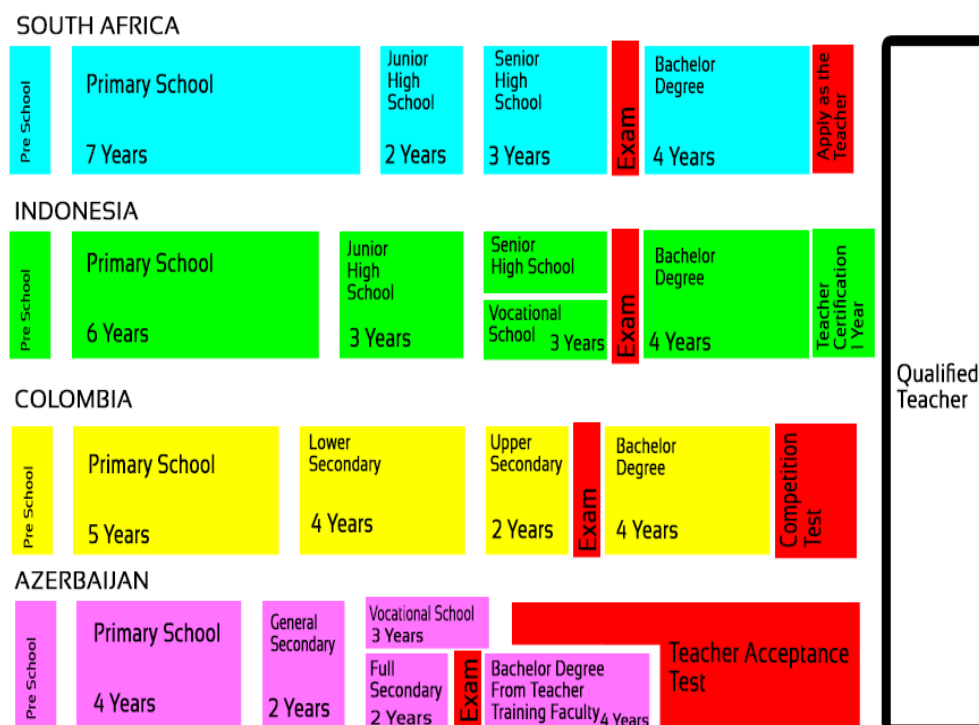 SOUTH AFRICA
Pre School
Primary School
7 Years
Junior
High
School
2 Years
Senior
High
School
3 Years
Exam
Bachelor
Degree
4 Years
Apply as the
Teacher
INDONESIA
Pre School
Primary School
6 Years
Junior
High
School
3 Years
Senior
High School
Vocational
School 3 Years
Exam
Bachelor
Degree
4 Years
Teacher
Certification
1 Year
COLOMBIA
Pre School
Primary School
5 Years
Lower
Secondary
4 Years
Upper
Secondary
2 Years
Exam
Bachelor
Degree
4 Years
Competition
Test
AZERBAIJAN
Pre School
Primary School
4 Years
General
Secondary
2 Years
Vocational School
3 Years
Full
Secondary
2 Years
Exam
Bachelor Degree
From Teacher
Training Faculty 4 Years
Teacher Acceptance
Test
Qualified
Teacher